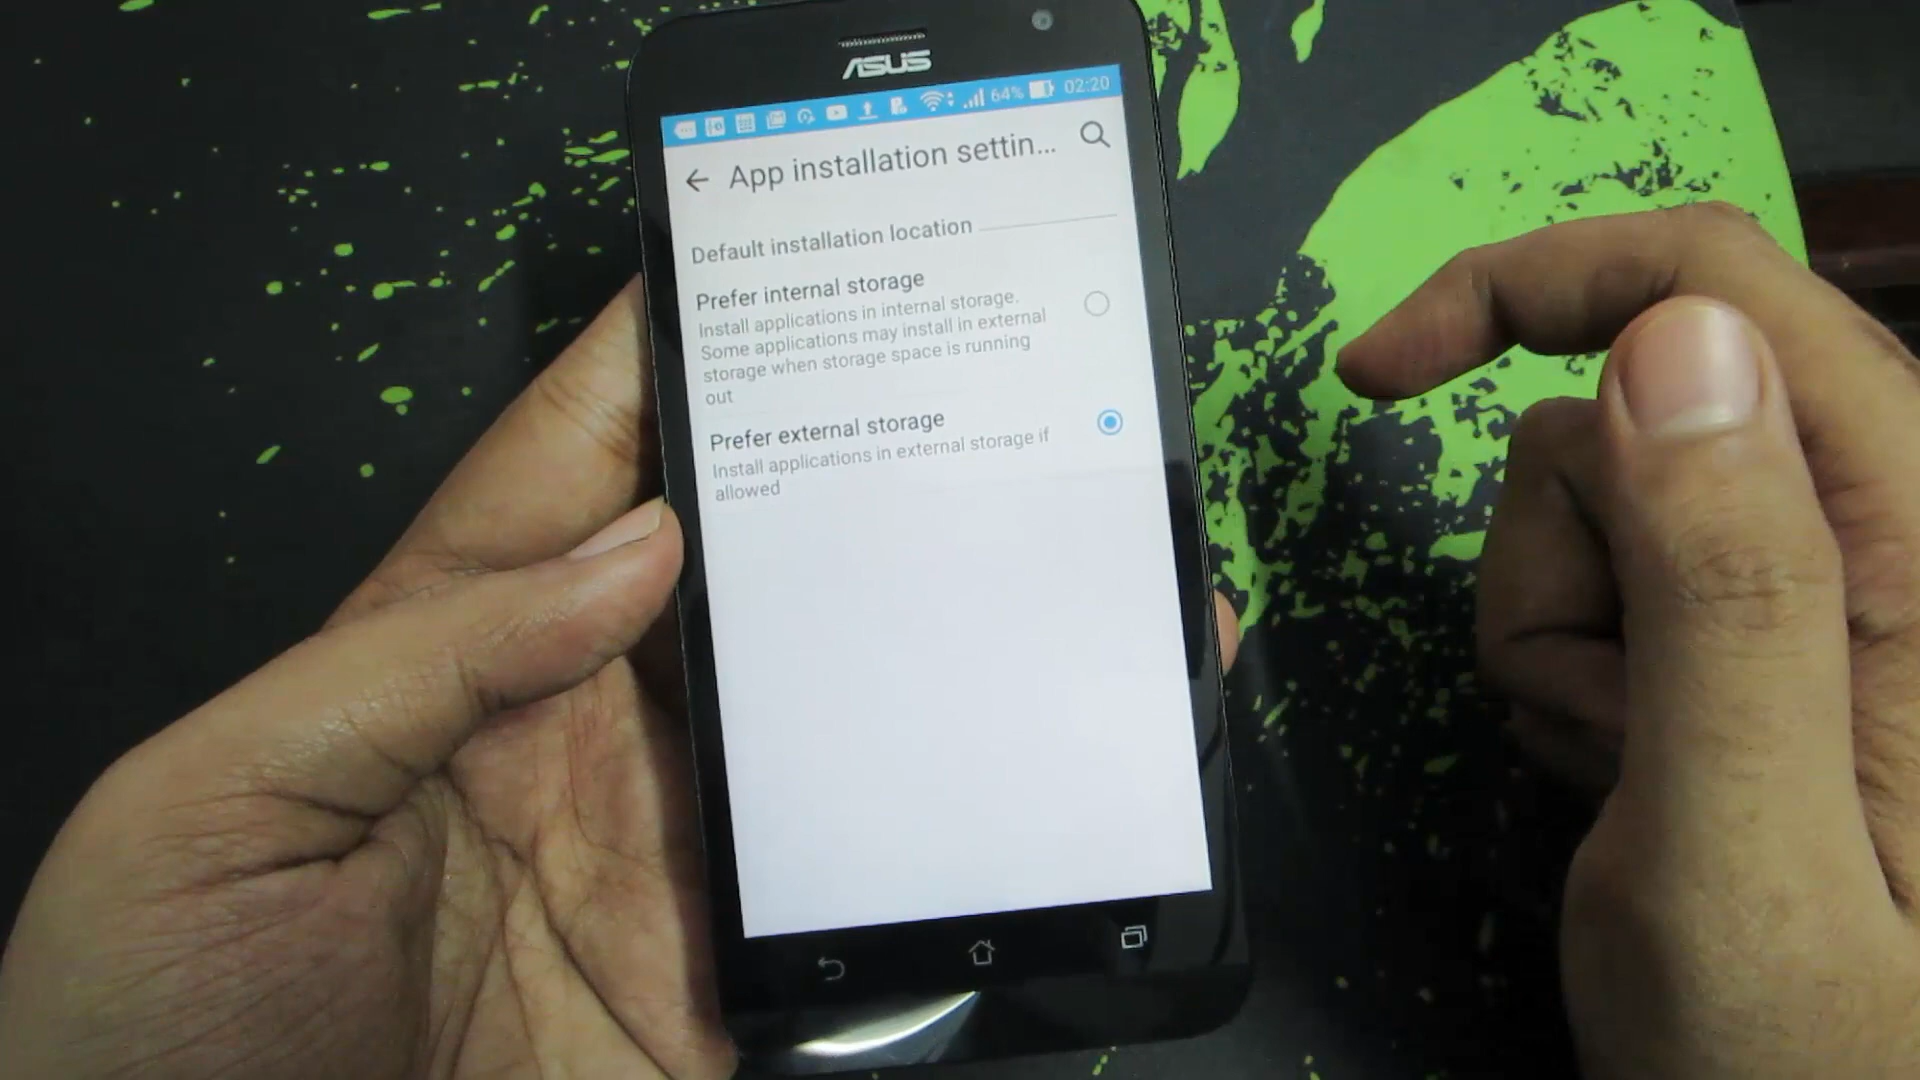 ASUS
64% 02:20
App installation settin...
Default installation location
Prefer internal storage
Install applications in internal storage.
Some applications may install in external
storage when storage space is running
out
Prefer external storage
Install applications in external storage if
allowed